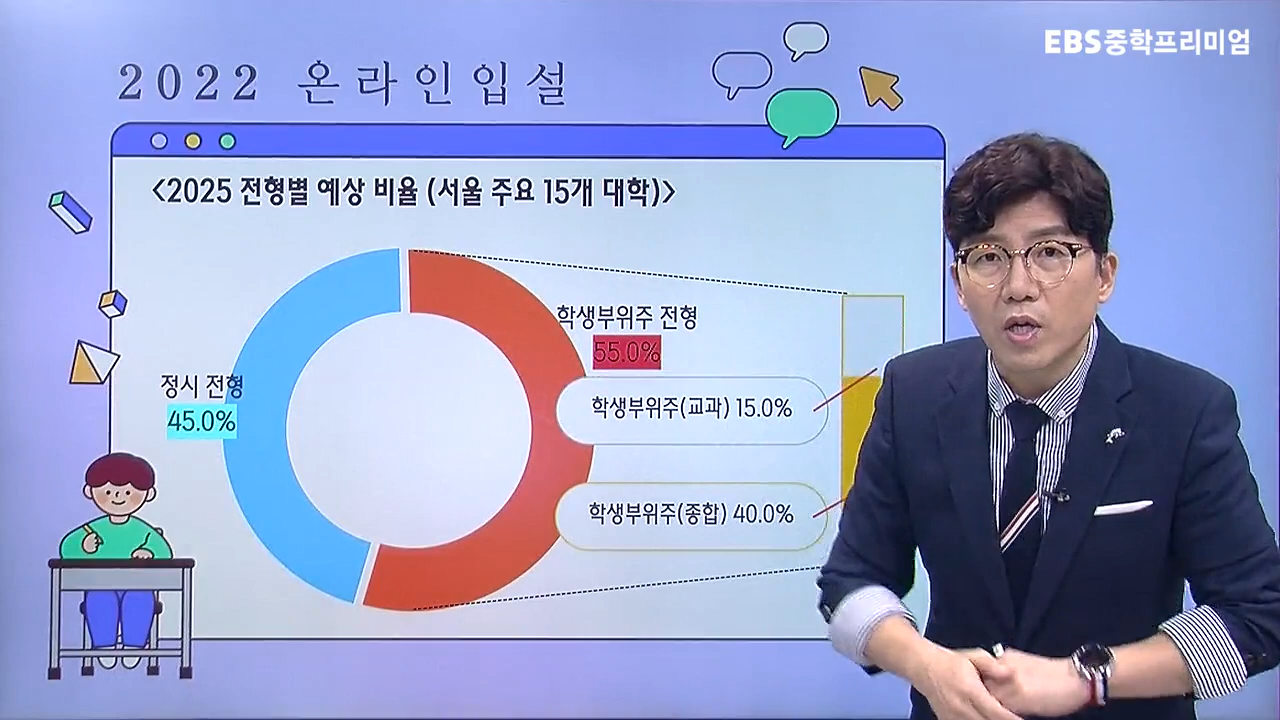 EBS중학프리미엄
2022 온라인입설
<2025 전형별 예상 비율 (서울 주요 15개 대학)>
학생부위주 전형
55.0%
정시 전형
45.0%
학생부위주(교과) 15.0%
학생부위주(종합) 40.0%